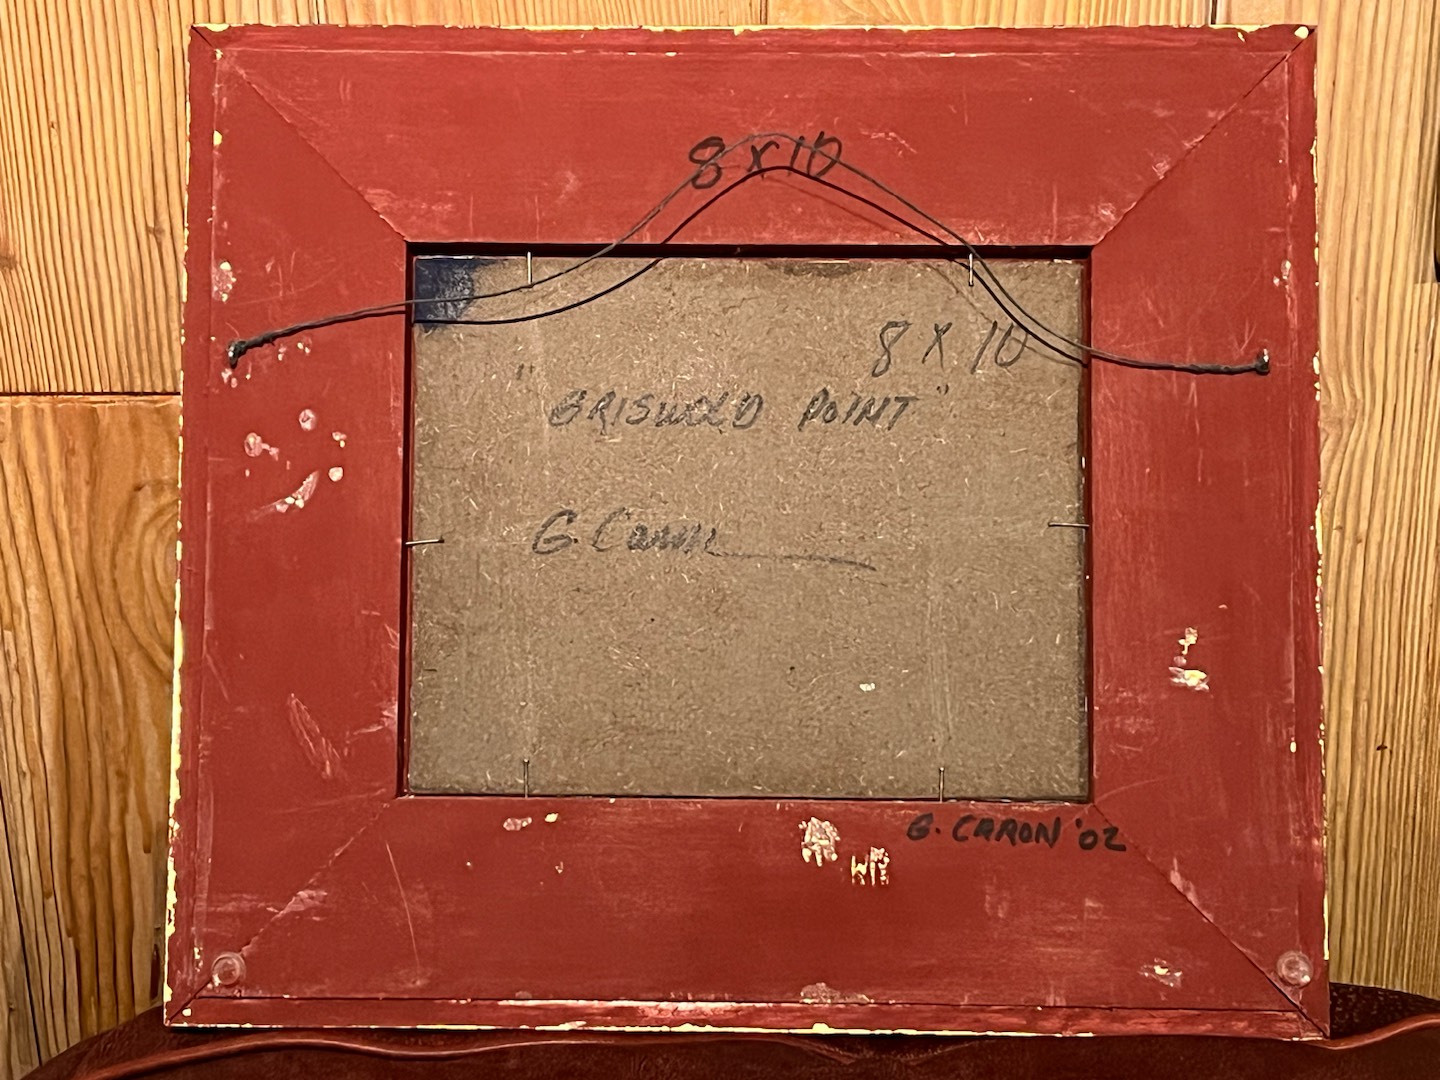 8 x 10
8 X 10
"GRISWOLD POINT"
G. Caron
G. CARON '02